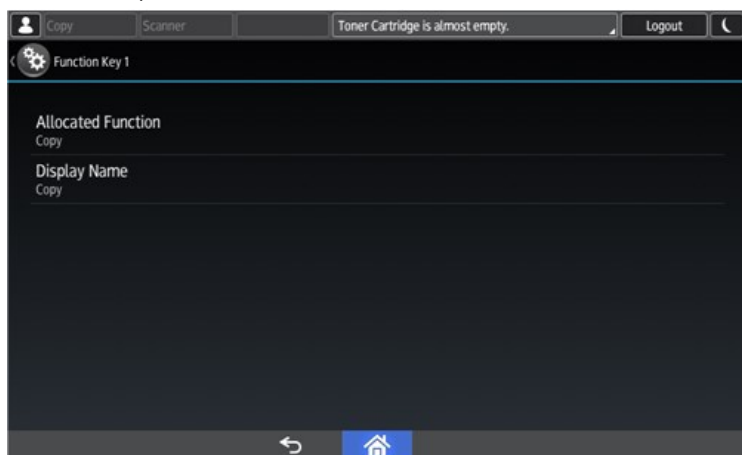 Copy Scanner Toner Cartridge is almost empty. Logout
Function Key 1
Allocated Function
Copy
Display Name
Copy